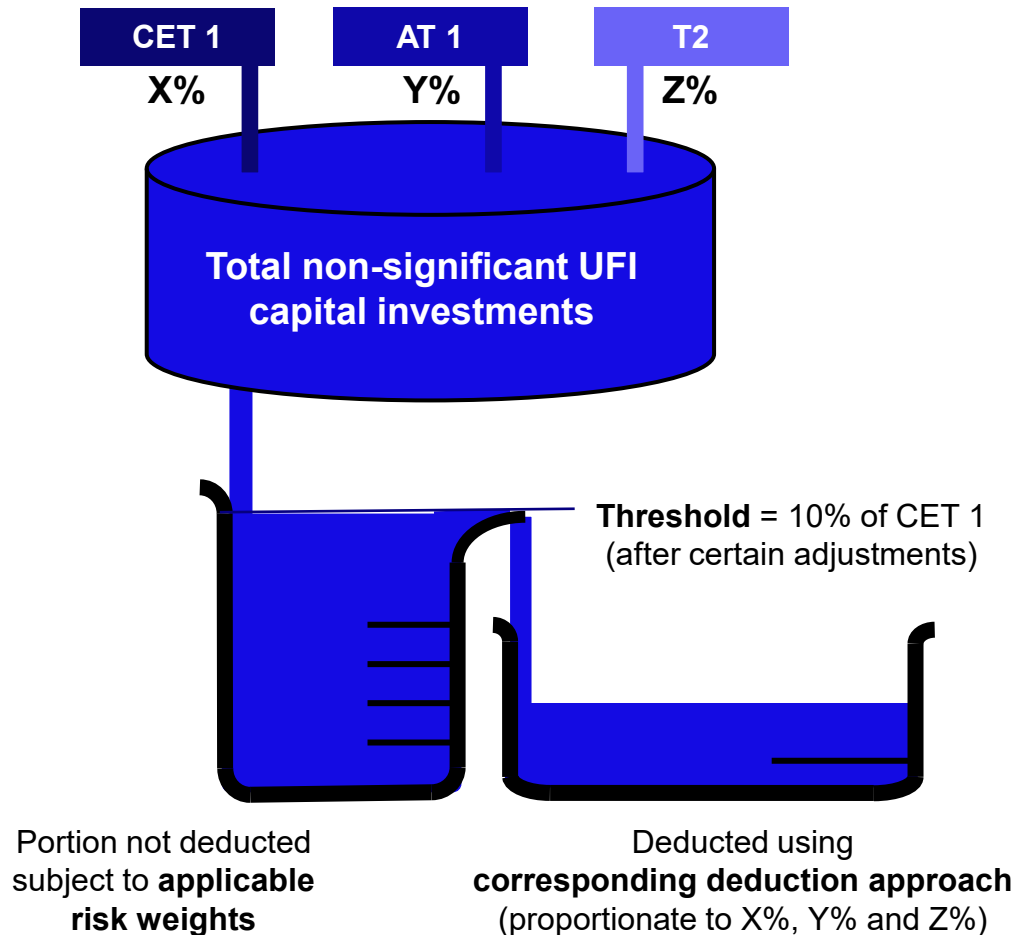 CET 1
AT 1
T2
X%
Y%
Z%
Total non-significant UFI
capital investments
Threshold = 10% of CET 1
(after certain adjustments)
Portion not deducted
subject to applicable
risk weights
Deducted using
corresponding deduction approach
(proportionate to X%, Y% and Z%)